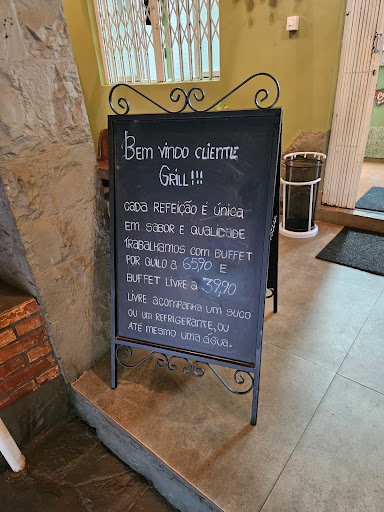 BEM VINDO CLIENTE
GRILL!!!
CADA REFEIÇÃO É ÚNICA
EM SABOR E QUALIDADE
TRABALHAMOS COM BUFFET
POR QUILO A 65,90 E
BUFFET LIVRE A 39,90
LIVRE ACOMPANHA UM SUCO
OU UM REFRIGERANTE, OU
ATÉ MESMO UMA ÁGUA.